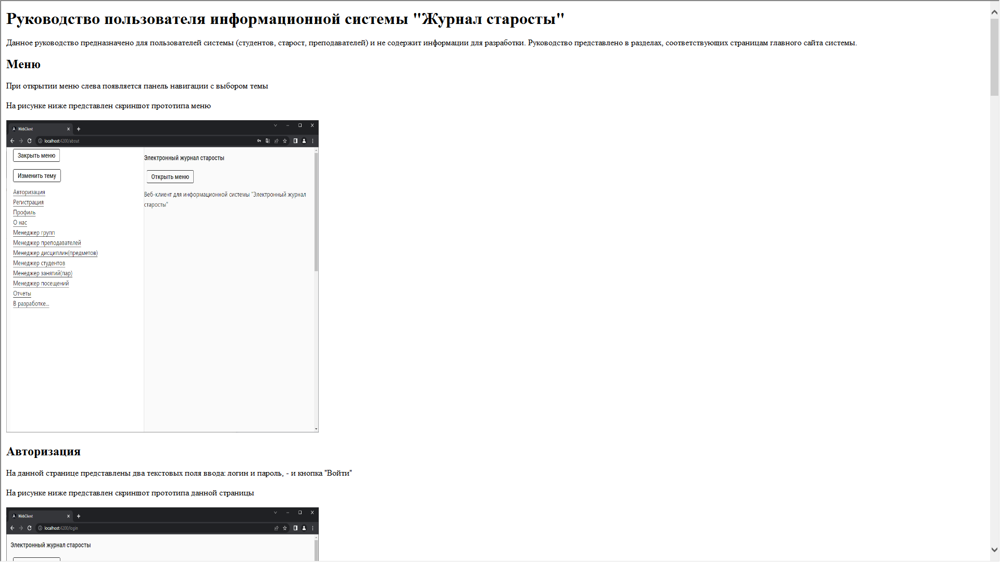 Руководство пользователя информационной системы "Журнал старосты"
Данное руководство предназначено для пользователей системы (студентов, старост, преподавателей) и не содержит информации для разработки. Руководство представлено в разделах, соответствующих страницам главного сайта системы.
Меню
При открытии меню слева появляется панель навигации с выбором темы
На рисунке ниже представлен скриншот прототипа меню
WebClient
localhost:4200/about
Закрыть меню
Изменить тему
Авторизация
Регистрация
Профиль
О нас
Менеджер групп
Менеджер преподавателей
Менеджер дисциплин(предметов)
Менеджер студентов
Менеджер занятий(пар)
Менеджер посещений
Отчеты
В разработке...
Электронный журнал старосты
Открыть меню
Веб-клиент для информационной системы "Электронный журнал
старосты"
Авторизация
На данной странице представлены два текстовых поля ввода: логин и пароль, - и кнопка "Войти"
На рисунке ниже представлен скриншот прототипа данной страницы
WebClient
localhost:4200/login
Электронный журнал старосты